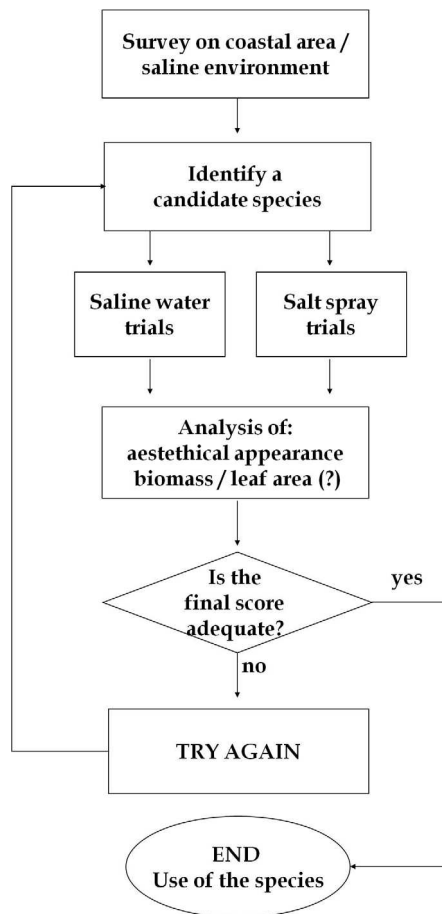 Survey on coastal area /
saline environment
Identify a
candidate species
Saline water
trials
Salt spray
trials
Analysis of:
aestethical appearance
biomass / leaf area (?)
Is the
final score
adequate?
yes
no
TRY AGAIN
END
Use of the species